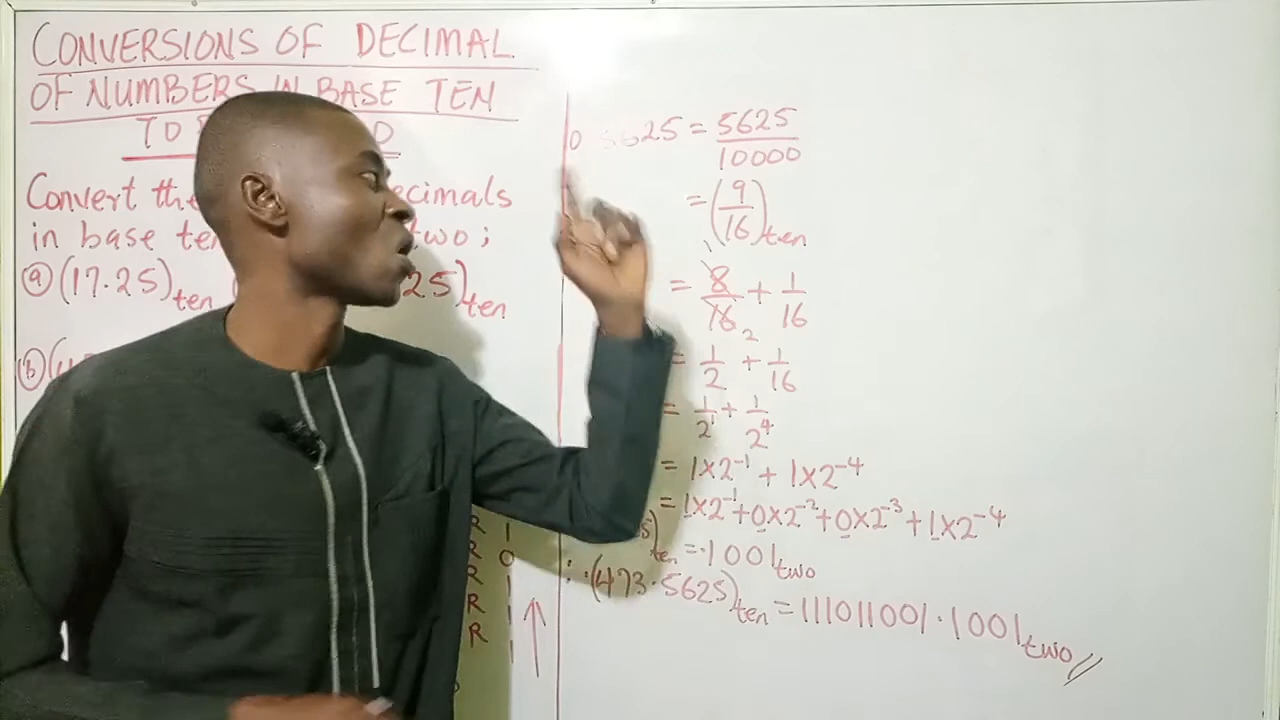 CONVERSIONS OF DECIMAL
OF NUMBERS IN BASE TEN
TO
Convert the decimals
in base ten two ;
(a) (17.25)ten 25)ten
(b) (4
R 1
R 0
R 1
R 1
R 1
0 5625 = 5625/10000
= (9/16)ten
= 8/16 + 1/16
1 2
= 1/2 + 1/16
= 1/2¹ + 1/2⁴
= 1×2⁻¹ + 1×2⁻⁴
= 1×2⁻¹+0×2⁻²+0×2⁻³+1×2⁻⁴
5)ten = ·1001two
∴ (473·5625)ten = 111011001·1001two//